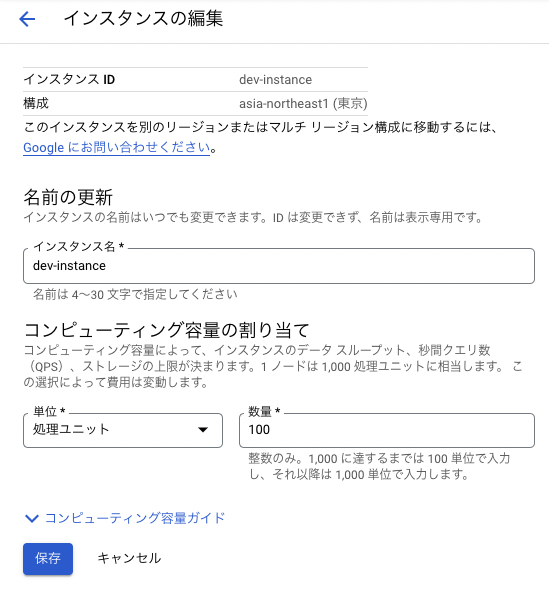 インスタンスの編集
インスタンス ID dev-instance
構成 asia-northeast1 (東京)
このインスタンスを別のリージョンまたはマルチ リージョン構成に移動するには、
Google にお問い合わせください。
名前の更新
インスタンスの名前はいつでも変更できます。ID は変更できず、名前は表示専用です。
インスタンス名 *
dev-instance
名前は 4〜30 文字で指定してください
コンピューティング容量の割り当て
コンピューティング容量によって、インスタンスのデータ スループット、秒間クエリ数
（QPS）、ストレージの上限が決まります。1 ノードは 1,000 処理ユニットに相当します。 こ
の選択によって費用は変動します。
単位 * 数量 *
処理ユニット 100
整数のみ。1,000 に達するまでは 100 単位で入力
し、それ以降は 1,000 単位で入力します。
コンピューティング容量ガイド
保存 キャンセル